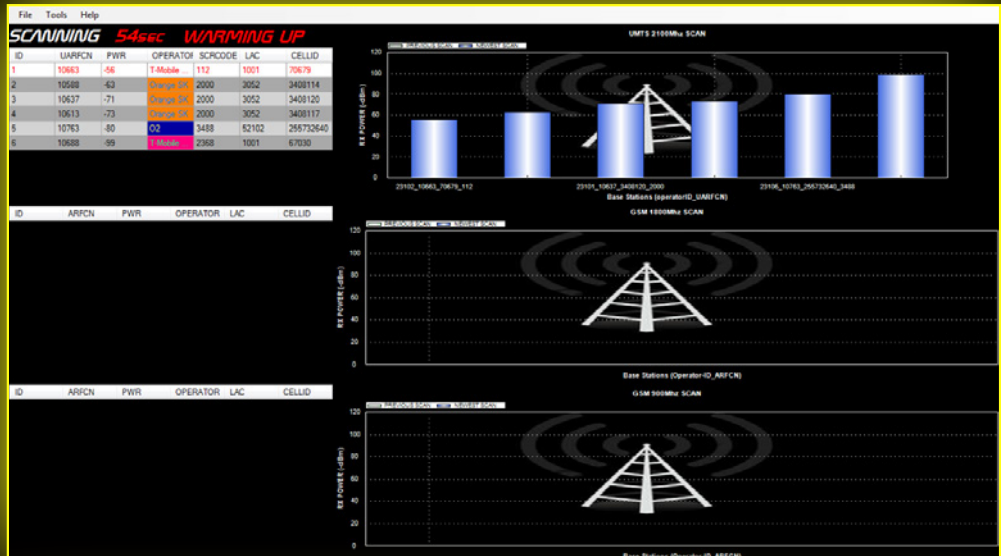 File Tools Help
SCANNING 54sec WARMING UP
ID UARFCN PWR OPERATOR SCRCODE LAC CELLID
1 10663 -56 T-Mobile ... 112 1001 70679
2 10588 -63 Orange SK 2000 3052 3408114
3 10637 -71 Orange SK 2000 3052 3408120
4 10613 -73 Orange SK 2000 3052 3408117
5 10763 -80 O2 3488 52102 255732640
6 10688 -99 T-Mobile 2368 1001 67030
UMTS 2100Mhz SCAN
PREVIOUS SCAN NEWEST SCAN
120
100
80
60
40
20
0
RX POWER (-dBm)
23102_10663_70679_112 23101_10637_3408120_2000 23106_10763_255732640_3488
Base Stations (operatorID_UARFCN)
ID ARFCN PWR OPERATOR LAC CELLID
GSM 1800Mhz SCAN
PREVIOUS SCAN NEWEST SCAN
120
100
80
60
40
20
0
RX POWER (-dBm)
Base Stations (Operator-ID_ARFCN)
ID ARFCN PWR OPERATOR LAC CELLID
GSM 900Mhz SCAN
PREVIOUS SCAN NEWEST SCAN
120
100
80
60
40
20
0
RX POWER (-dBm)
Base Stations (Operator-ID_ARFCN)